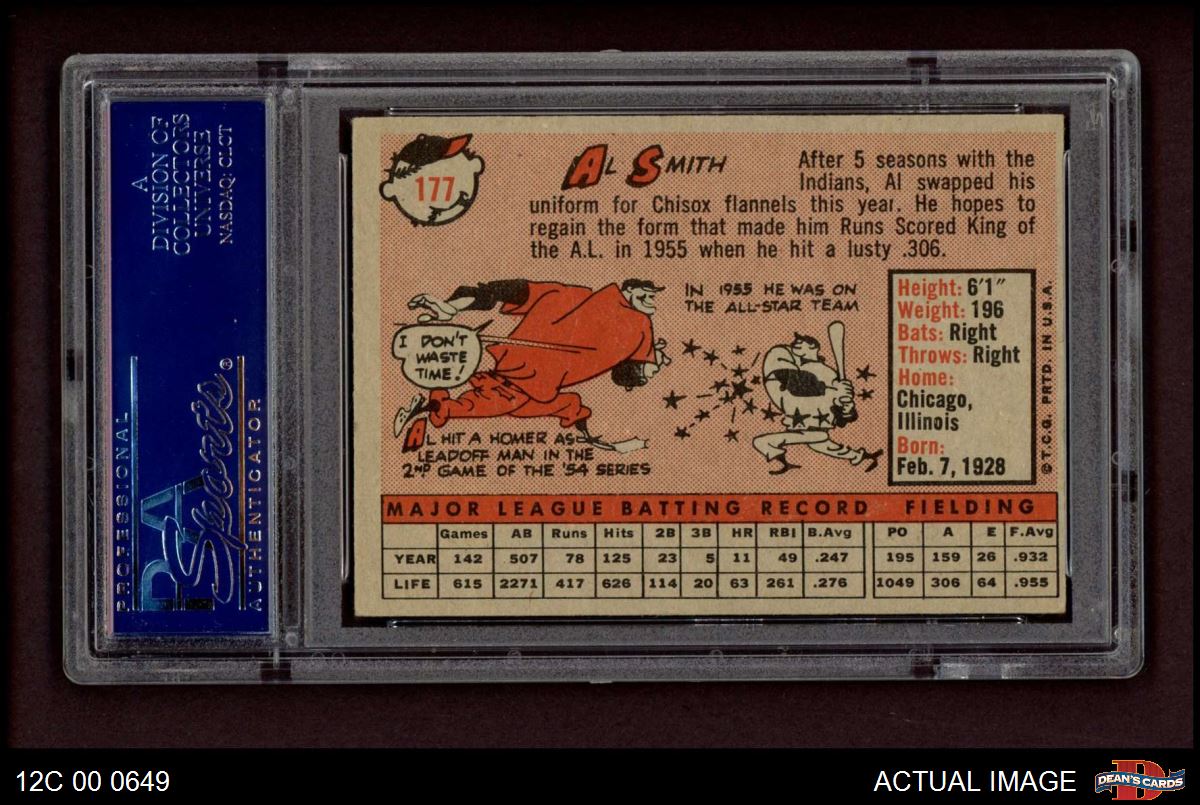 A
DIVISION OF
COLLECTORS
UNIVERSE
NASDAQ: CLCT
PROFESSIONAL
PSA
Sports®
AUTHENTICATOR
177
AL SMITH
After 5 seasons with the
Indians, Al swapped his
uniform for Chisox flannels this year. He hopes to
regain the form that made him Runs Scored King of
the A.L. in 1955 when he hit a lusty .306.
I DON'T
WASTE
TIME!
AL HIT A HOMER AS
LEADOFF MAN IN THE
2ND GAME OF THE '54 SERIES
IN 1955 HE WAS ON
THE ALL-STAR TEAM
Height: 6'1"
Weight: 196
Bats: Right
Throws: Right
Home:
Chicago,
Illinois
Born:
Feb. 7, 1928
©T.C.G. PRTD. IN U.S.A.
MAJOR LEAGUE BATTING RECORD FIELDING
Games AB Runs Hits 2B 3B HR RBI B.Avg PO A E F.Avg
YEAR 142 507 78 125 23 5 11 49 .247 195 159 26 .932
LIFE 615 2271 417 626 114 20 63 261 .276 1049 306 64 .955
12C 00 0649
ACTUAL IMAGE
D
DEAN'S CARDS